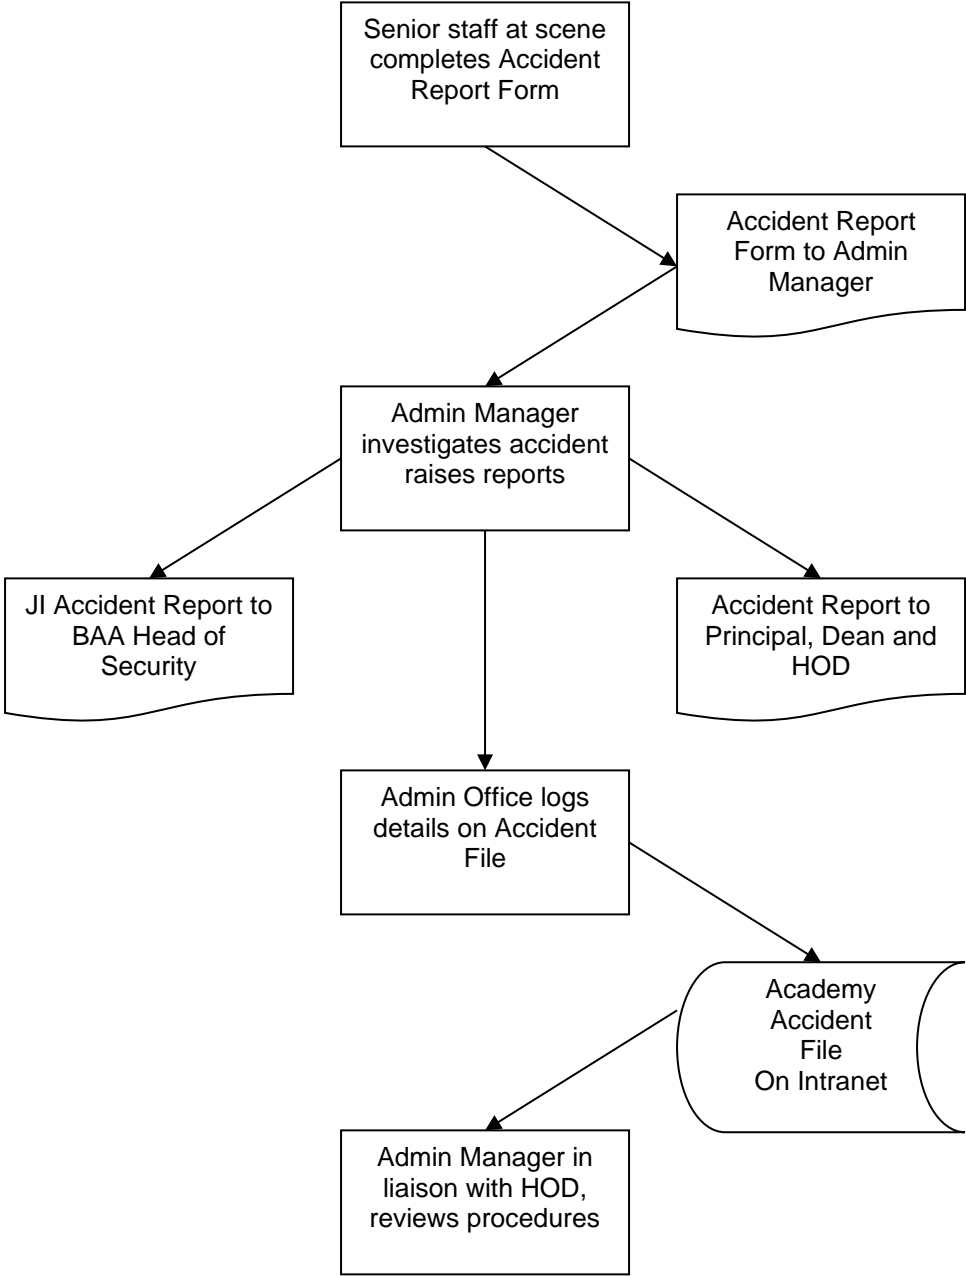 Senior staff at scene
completes Accident
Report Form
Accident Report
Form to Admin
Manager
Admin Manager
investigates accident
raises reports
JI Accident Report to
BAA Head of
Security
Accident Report to
Principal, Dean and
HOD
Admin Office logs
details on Accident
File
Academy
Accident
File
On Intranet
Admin Manager in
liaison with HOD,
reviews procedures